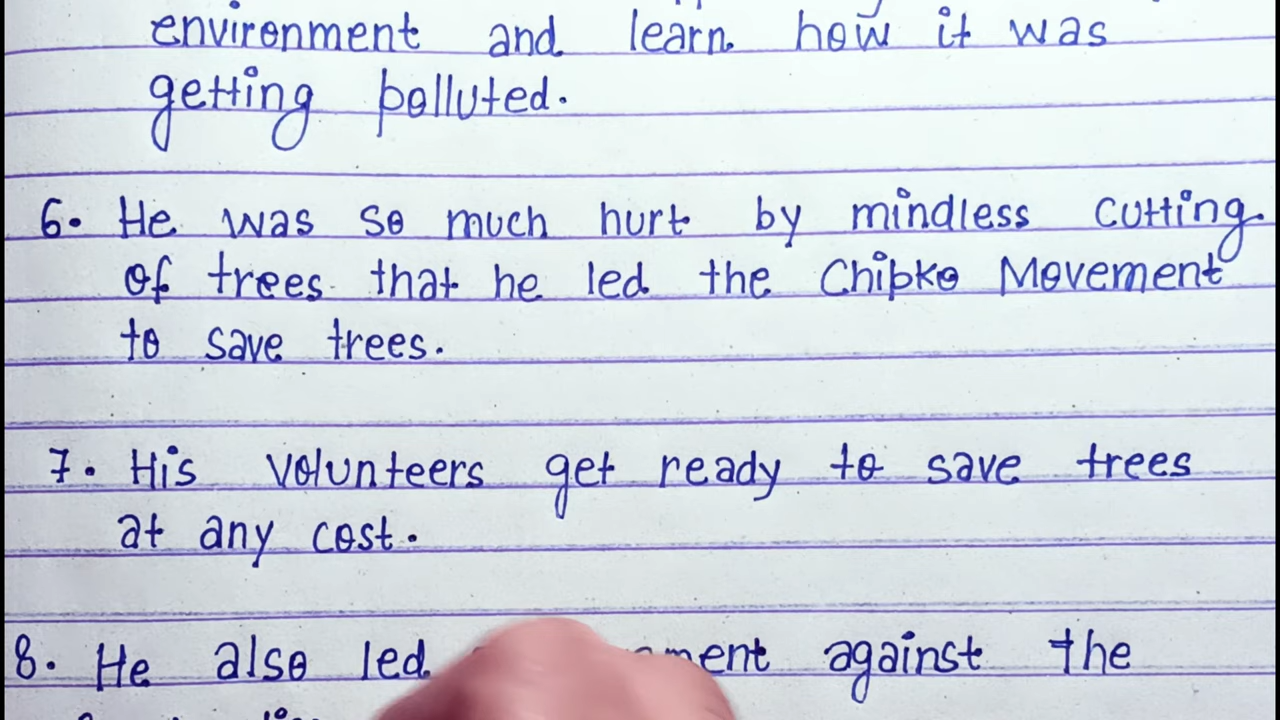 environment and learn how it was
getting polluted.
6. He was so much hurt by mindless cutting
of trees that he led the Chipko Movement
to save trees.
7. His volunteers get ready to save trees
at any cost.
8. He also led against the